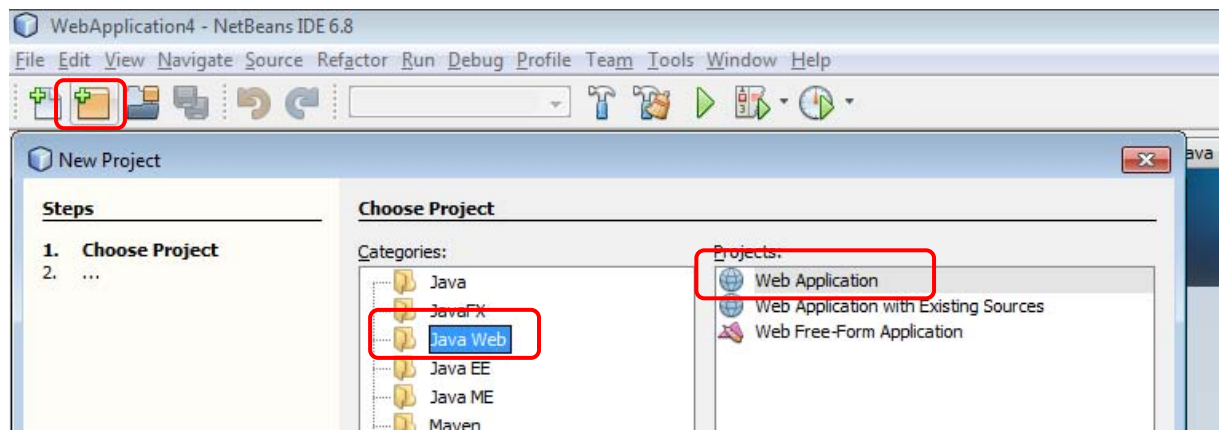 WebApplication4 - NetBeans IDE 6.8
File Edit View Navigate Source Refactor Run Debug Profile Team Tools Window Help
New Project
ava
Steps
Choose Project
1. Choose Project
2. ...
Categories:
Projects:
Java
JavaFX
Java Web
Java EE
Java ME
Maven
Web Application
Web Application with Existing Sources
Web Free-Form Application